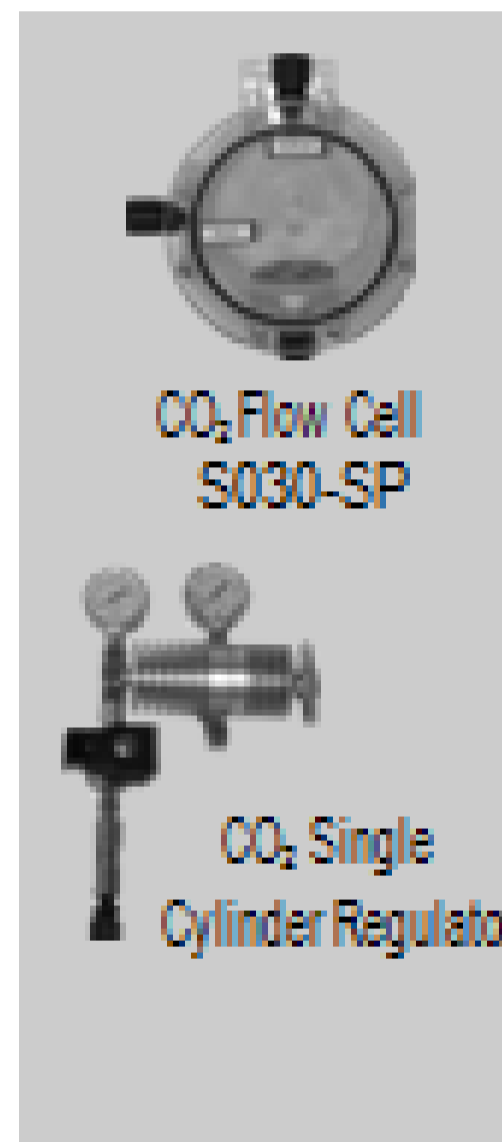 CO₂ Flow Cell
S030-SP
CO₂ Single
Cylinder Regulato